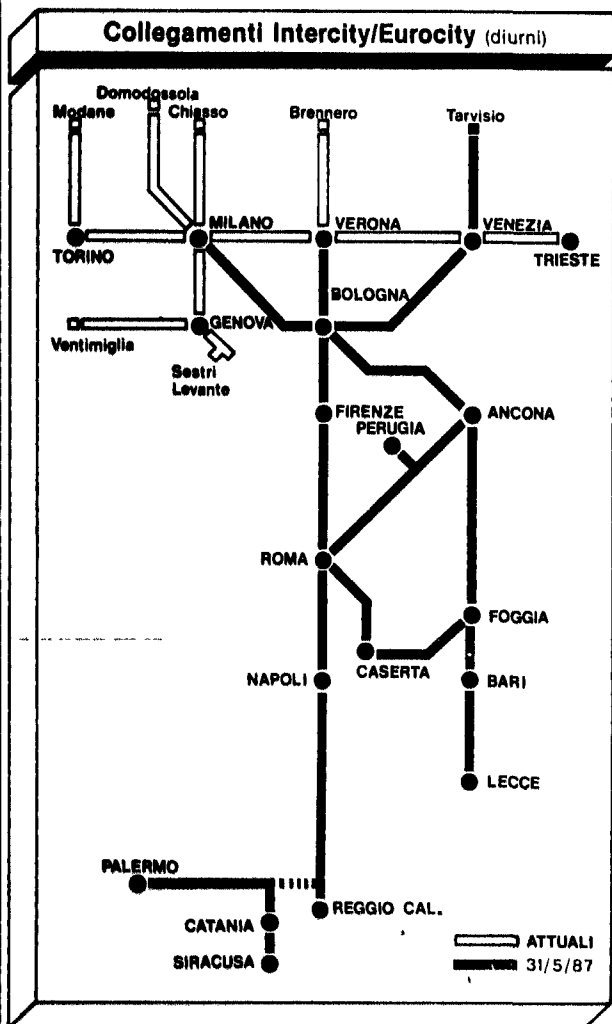 Collegamenti Intercity/Eurocity (diurni)
Domodossola
Modane
Chiasso
Brennero
Tarvisio
MILANO
VERONA
VENEZIA
TORINO
TRIESTE
BOLOGNA
GENOVA
Ventimiglia
Sestri
Levante
FIRENZE
PERUGIA
ANCONA
ROMA
FOGGIA
CASERTA
NAPOLI
BARI
LECCE
PALERMO
REGGIO CAL.
CATANIA
SIRACUSA
ATTUALI
31/5/87